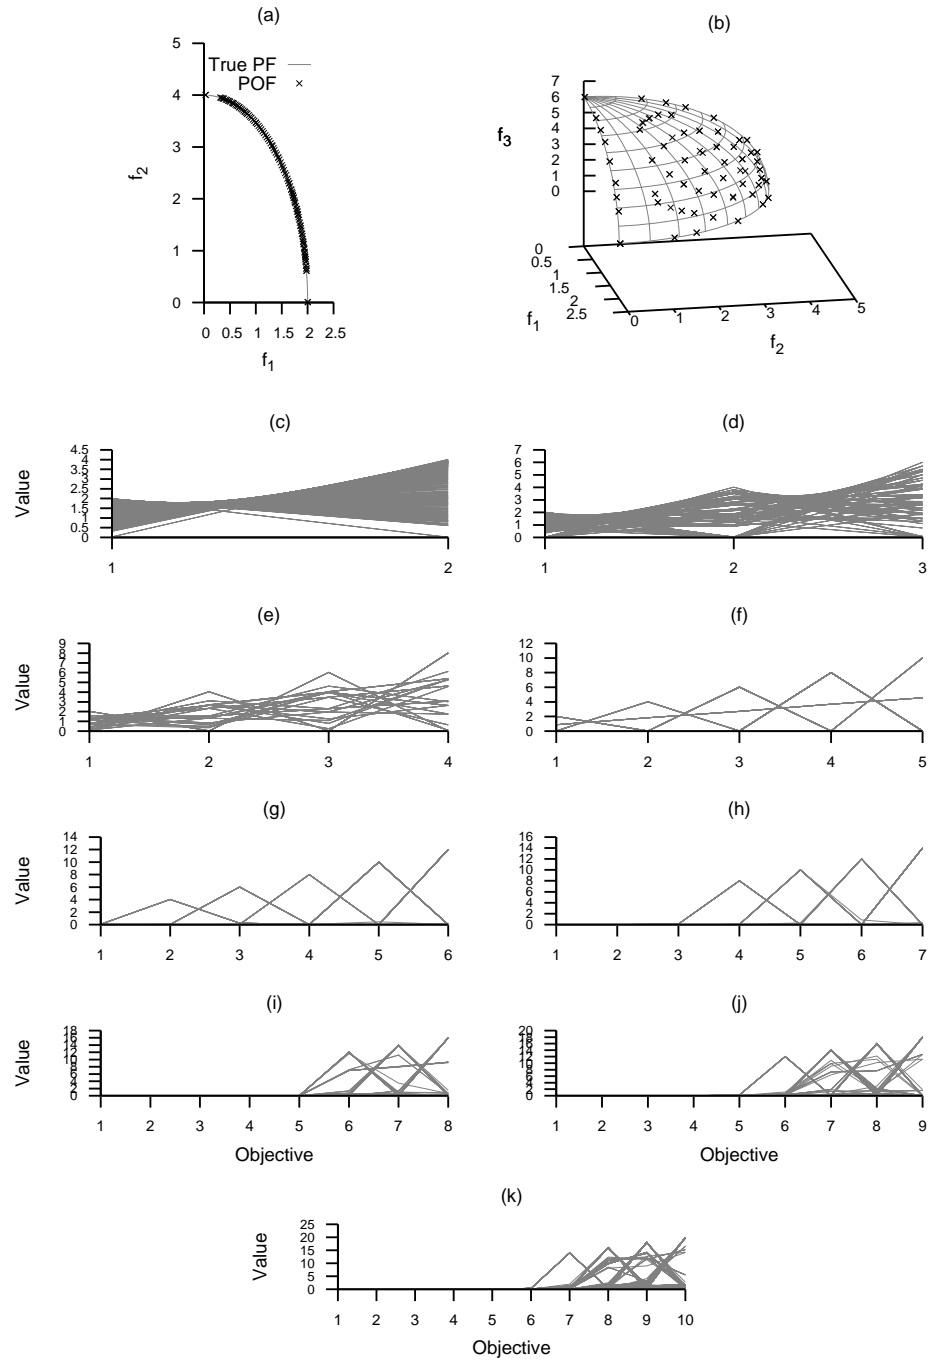 (a)
5
4
3
2
1
0
f2
True PF
POF
0 0.5 1 1.5 2 2.5
f1
(b)
7
6
5
4
3
2
1
0
f3
0
0.5
1
1.5
2
2.5
f1
0 1 2 3 4 5
f2
(c)
4.5
4
3.5
3
2.5
2
1.5
1
0.5
0
Value
1 2
(d)
7
6
5
4
3
2
1
0
1 2 3
(e)
9
8
7
6
5
4
3
2
1
0
Value
1 2 3 4
(f)
12
10
8
6
4
2
0
1 2 3 4 5
(g)
14
12
10
8
6
4
2
0
Value
1 2 3 4 5 6
(h)
16
14
12
10
8
6
4
2
0
1 2 3 4 5 6 7
(i)
18
16
14
12
10
8
6
4
2
0
Value
1 2 3 4 5 6 7 8
Objective
(j)
20
18
16
14
12
10
8
6
4
2
0
1 2 3 4 5 6 7 8 9
Objective
(k)
25
20
15
10
5
0
Value
1 2 3 4 5 6 7 8 9 10
Objective